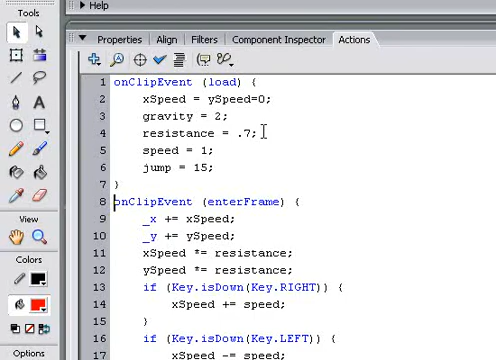 Help
Tools
Properties Align Filters Component Inspector Actions
1 onClipEvent (load) {
2 xSpeed = ySpeed=0;
3 gravity = 2;
4 resistance = .7;
5 speed = 1;
6 jump = 15;
7 }
8 onClipEvent (enterFrame) {
9 _x += xSpeed;
10 _y += ySpeed;
11 xSpeed *= resistance;
12 ySpeed *= resistance;
13 if (Key.isDown(Key.RIGHT)) {
14 xSpeed += speed;
15 }
16 if (Key.isDown(Key.LEFT)) {
17 xSpeed -= speed;
View
Colors
Options